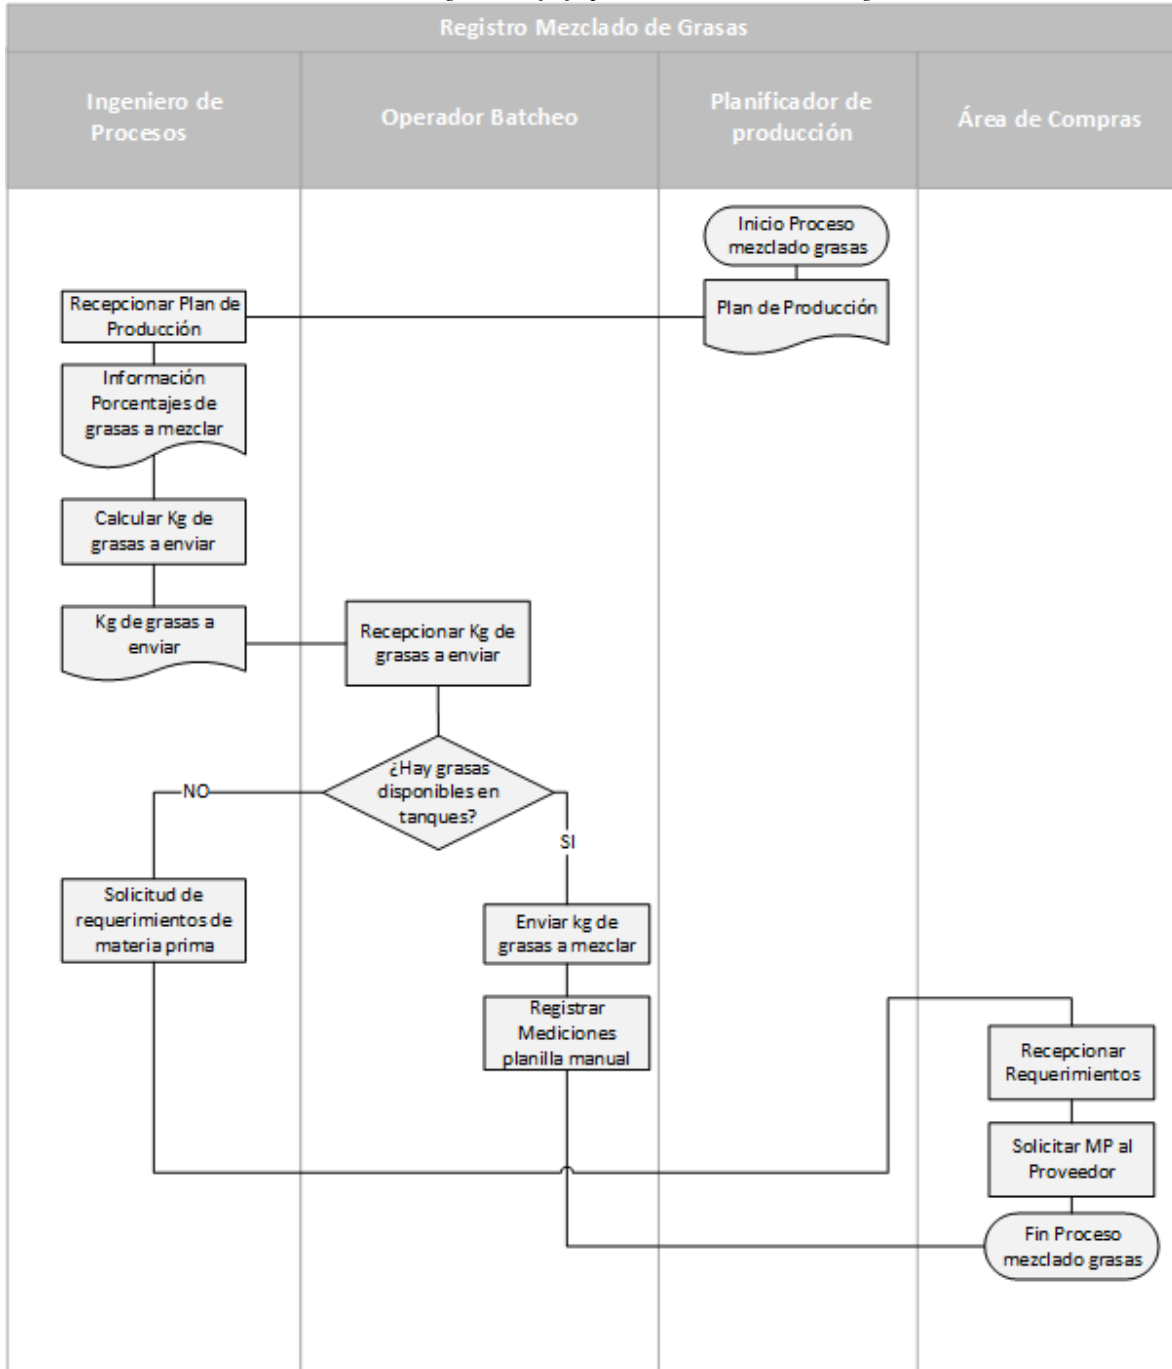 Registro Mezclado de Grasas
Ingeniero de
Procesos
Operador Batcheo
Planificador de
producción
Área de Compras
Inicio Proceso
mezclado grasas
Recepcionar Plan de
Producción
Plan de Producción
Información
Porcentajes de
grasas a mezclar
Calcular Kg de
grasas a enviar
Kg de grasas a
enviar
Recepcionar Kg de
grasas a enviar
¿Hay grasas
disponibles en
tanques?
NO
SI
Solicitud de
requerimientos de
materia prima
Enviar kg de
grasas a mezclar
Registrar
Mediciones
planilla manual
Recepcionar
Requerimientos
Solicitar MP al
Proveedor
Fin Proceso
mezclado grasas